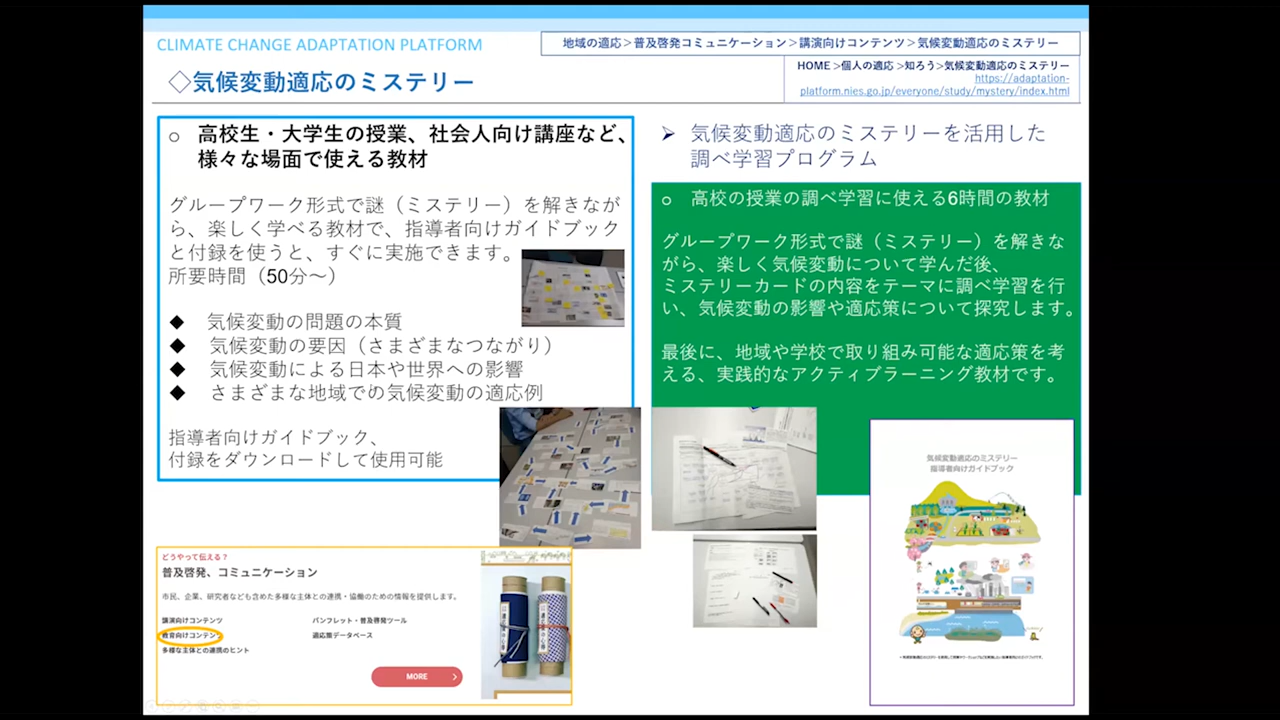 CLIMATE CHANGE ADAPTATION PLATFORM
地域の適応＞普及啓発コミュニケーション＞講演向けコンテンツ＞気候変動適応のミステリー
◇気候変動適応のミステリー
HOME >個人の適応 >知ろう>気候変動適応のミステリー
https://adaptation-
platform.nies.go.jp/everyone/study/mystery/index.html
○ 高校生・大学生の授業、社会人向け講座など、
様々な場面で使える教材
グループワーク形式で謎（ミステリー）を解きなが
ら、楽しく学べる教材で、指導者向けガイドブック
と付録を使うと、すぐに実施できます。
所要時間（50分～）
◆ 気候変動の問題の本質
◆ 気候変動の要因（さまざまなつながり）
◆ 気候変動による日本や世界への影響
◆ さまざまな地域での気候変動の適応例
指導者向けガイドブック、
付録をダウンロードして使用可能
➢ 気候変動適応のミステリーを活用した
調べ学習プログラム
○ 高校の授業の調べ学習に使える6時間の教材
グループワーク形式で謎（ミステリー）を解きな
がら、楽しく気候変動について学んだ後、
ミステリーカードの内容をテーマに調べ学習を行
い、気候変動の影響や適応策について探究します。
最後に、地域や学校で取り組み可能な適応策を考
える、実践的なアクティブラーニング教材です。
気候変動適応のミステリー
指導者向けガイドブック
どうやって伝える？
普及啓発、コミュニケーション
市民、企業、研究者なども含めた多様な主体との連携・協働のための情報を提供します。
講演向けコンテンツ
パンフレット・普及啓発ツール
教育向けコンテンツ
適応策データベース
多様な主体との連携のヒント
MORE